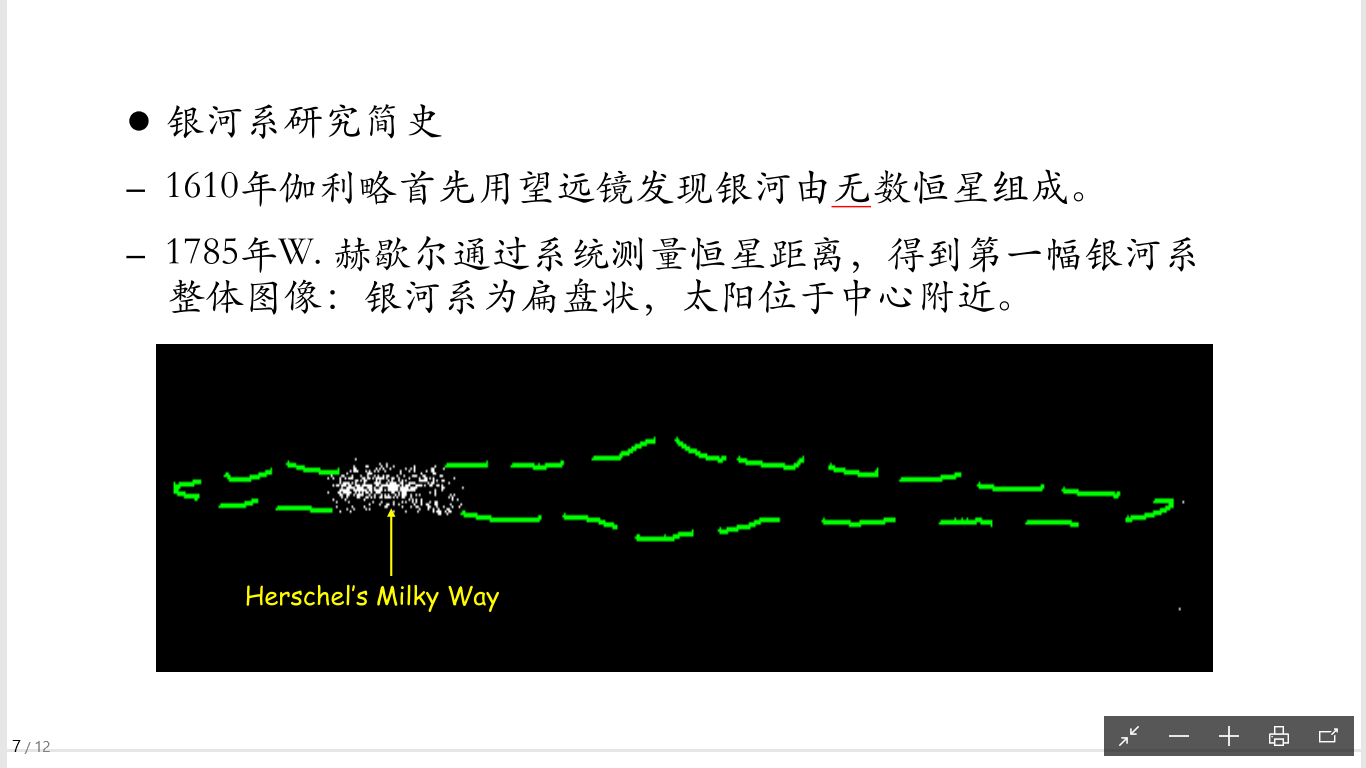 ● 银河系研究简史
– 1610年伽利略首先用望远镜发现银河由无数恒星组成。
– 1785年W. 赫歇尔通过系统测量恒星距离，得到第一幅银河系
整体图像：银河系为扁盘状，太阳位于中心附近。
Herschel's Milky Way
7 / 12